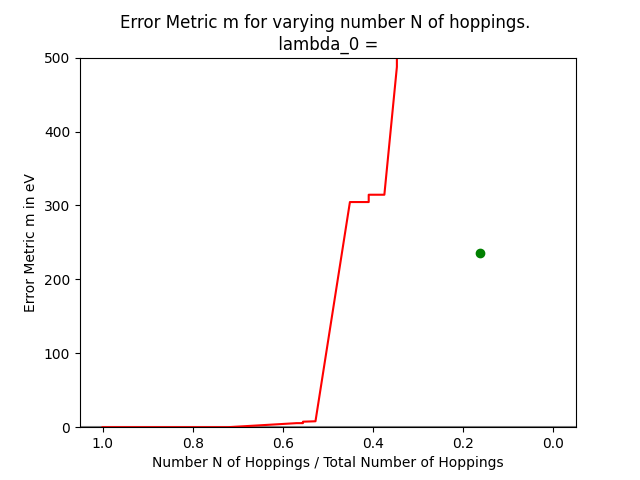 Error Metric m for varying number N of hoppings.
lambda_0 =
500
400
300
200
100
0
Error Metric m in eV
1.0 0.8 0.6 0.4 0.2 0.0
Number N of Hoppings / Total Number of Hoppings